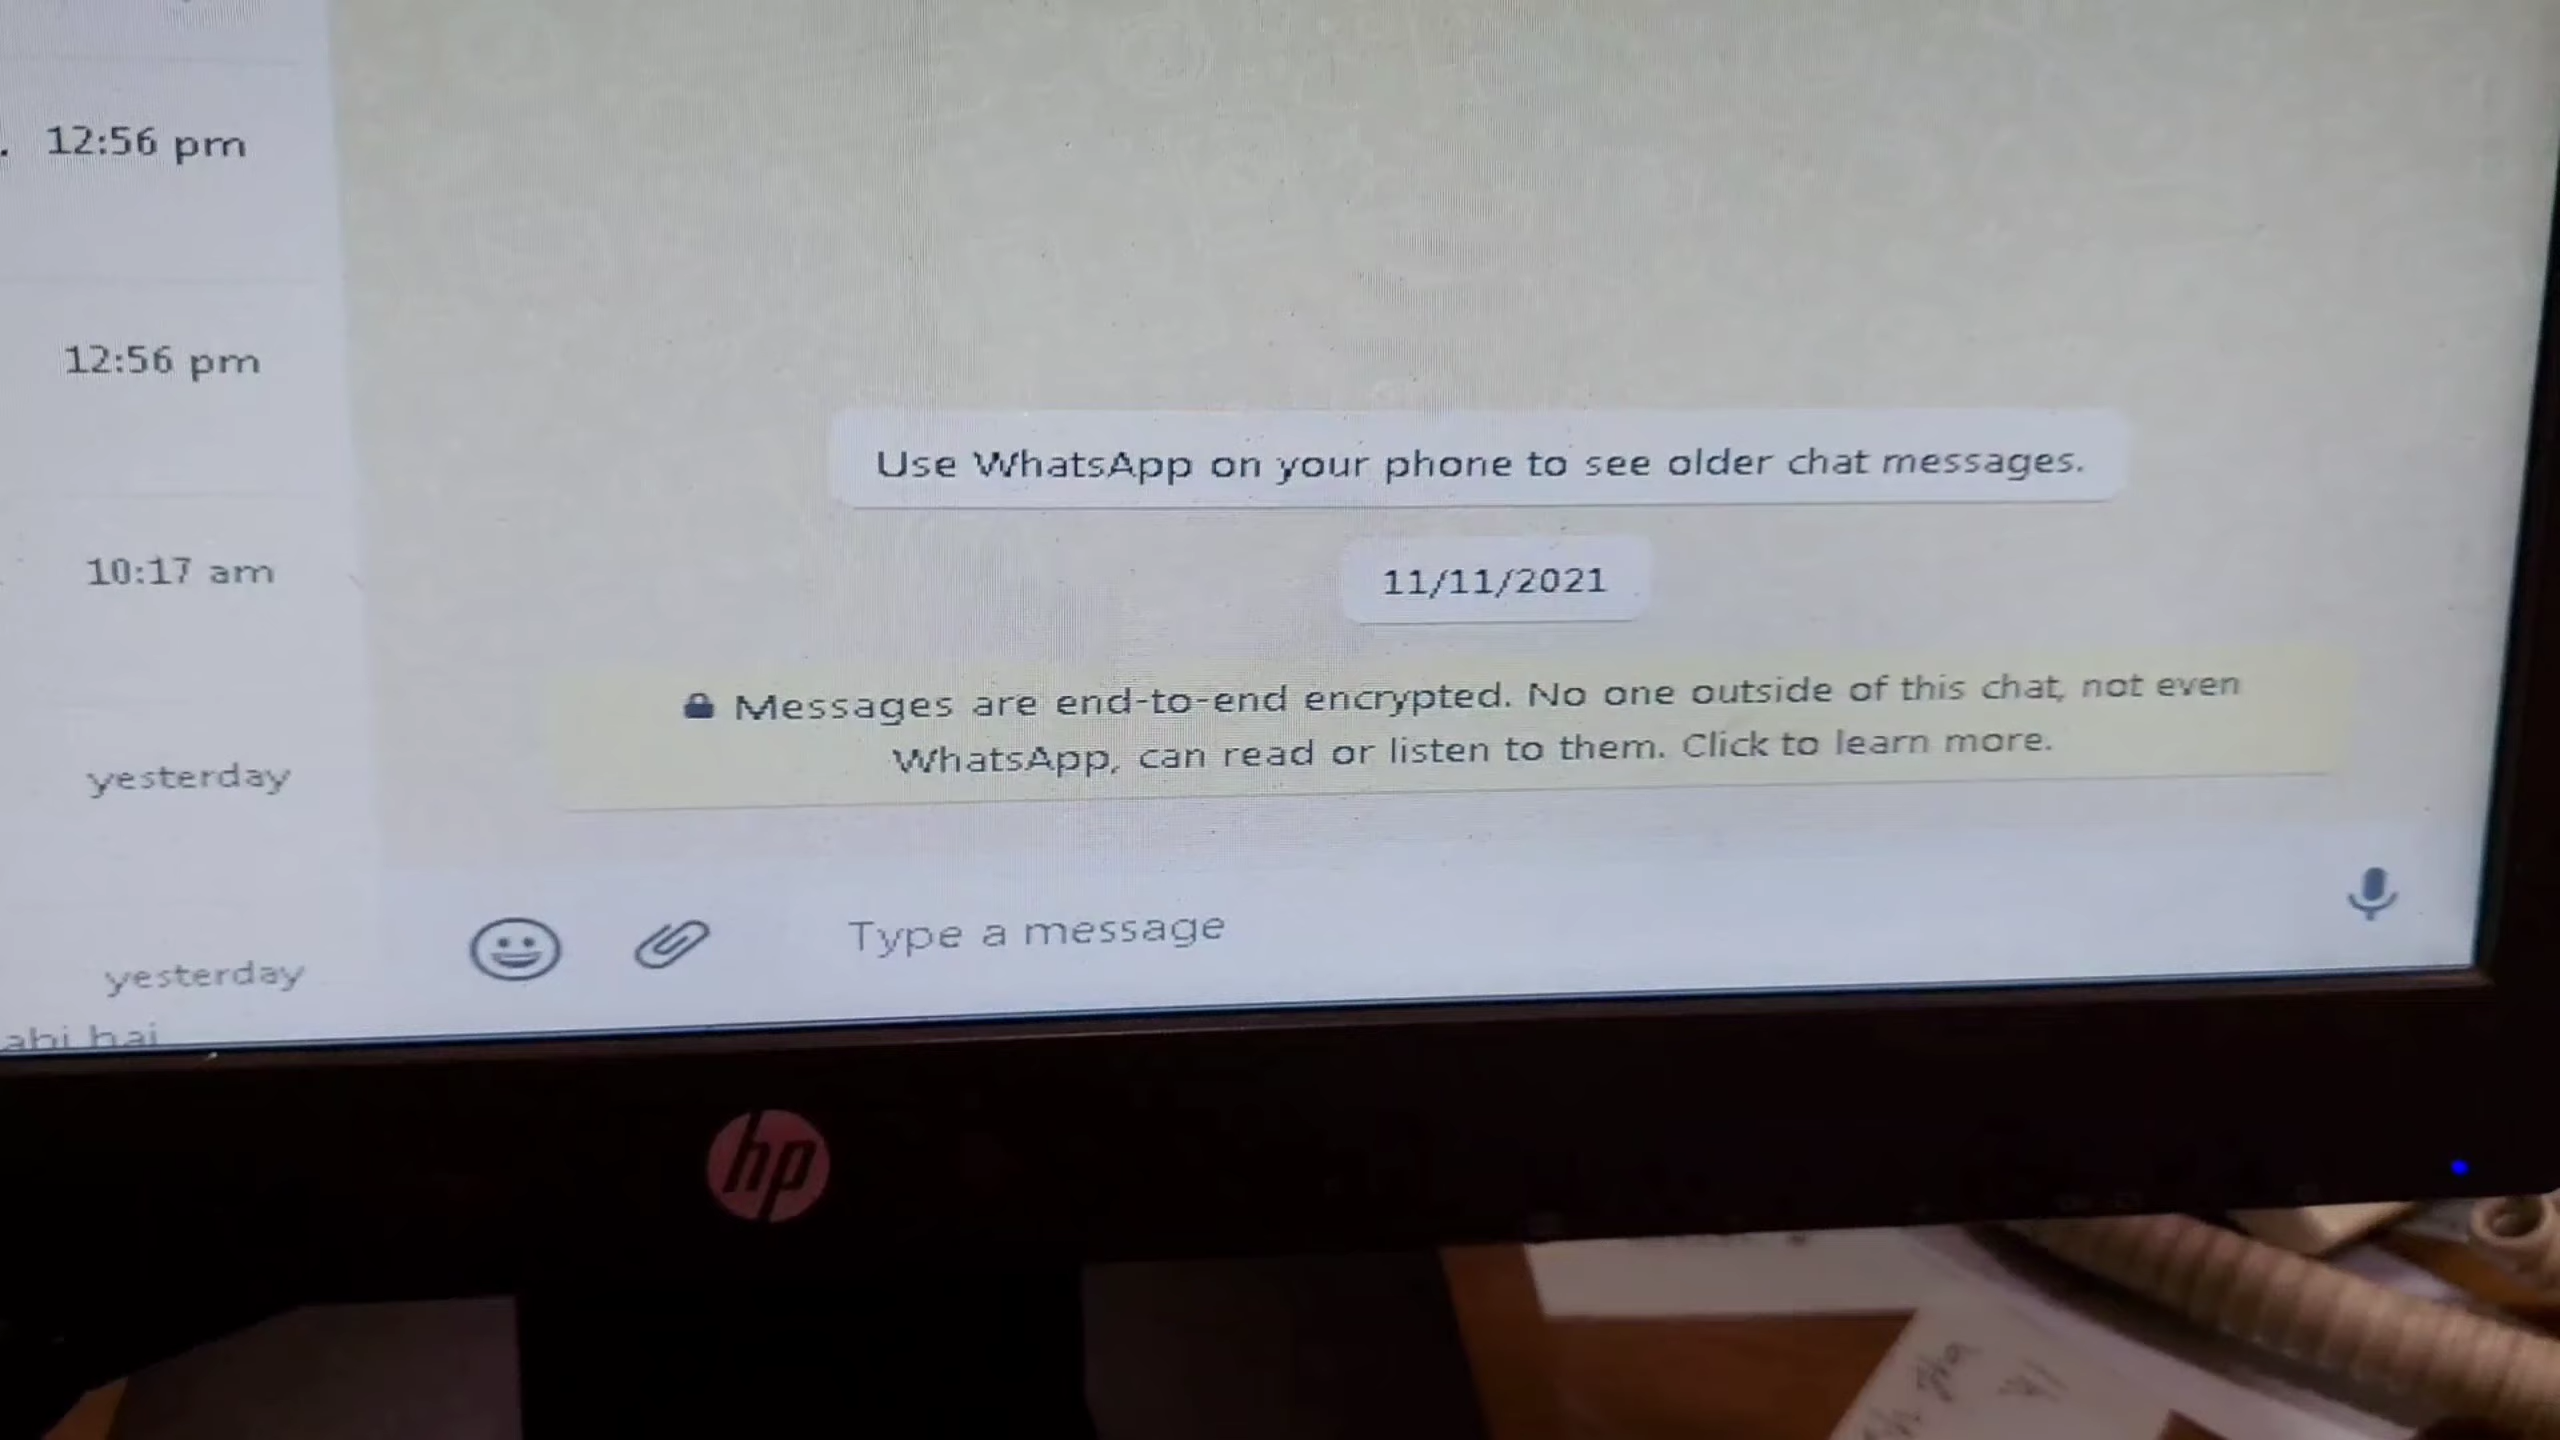 12:56 pm
12:56 pm
10:17 am
yesterday
yesterday
ahi hai
Use WhatsApp on your phone to see older chat messages.
11/11/2021
Messages are end-to-end encrypted. No one outside of this chat, not even
WhatsApp, can read or listen to them. Click to learn more.
Type a message
hp